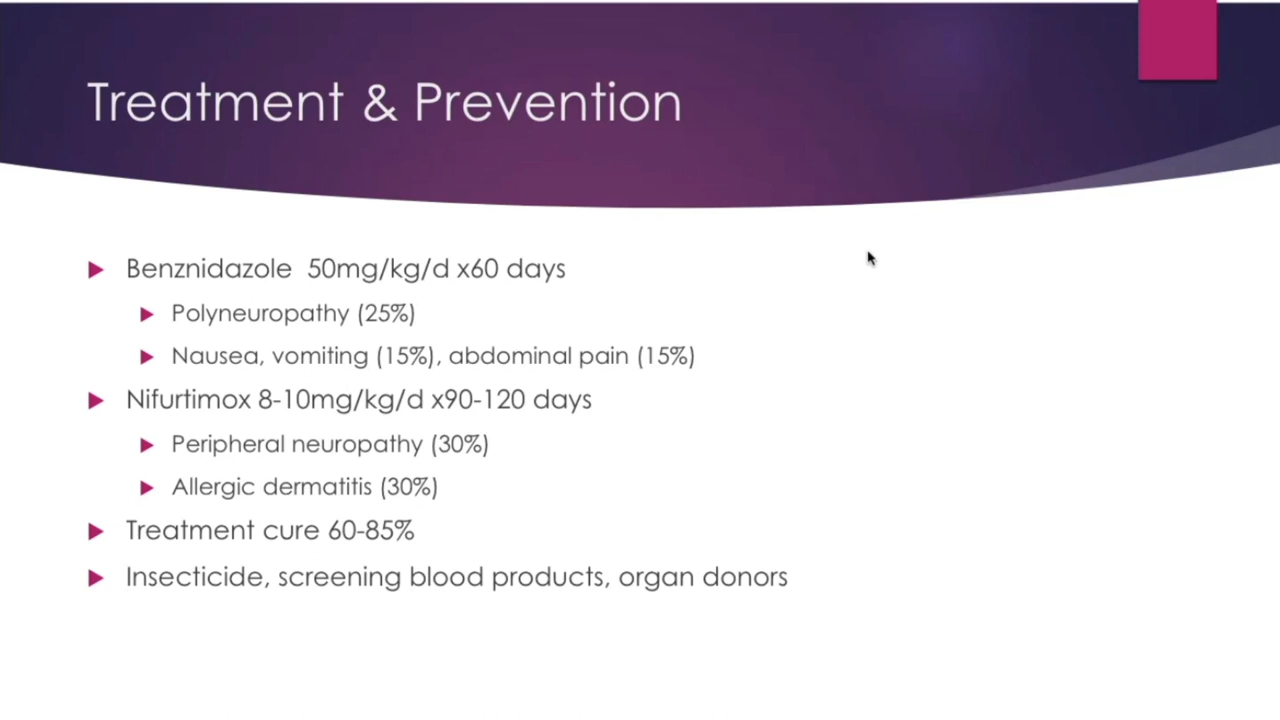 Treatment & Prevention
Benznidazole 50mg/kg/d x60 days
Polyneuropathy (25%)
Nausea, vomiting (15%), abdominal pain (15%)
Nifurtimox 8-10mg/kg/d x90-120 days
Peripheral neuropathy (30%)
Allergic dermatitis (30%)
Treatment cure 60-85%
Insecticide, screening blood products, organ donors